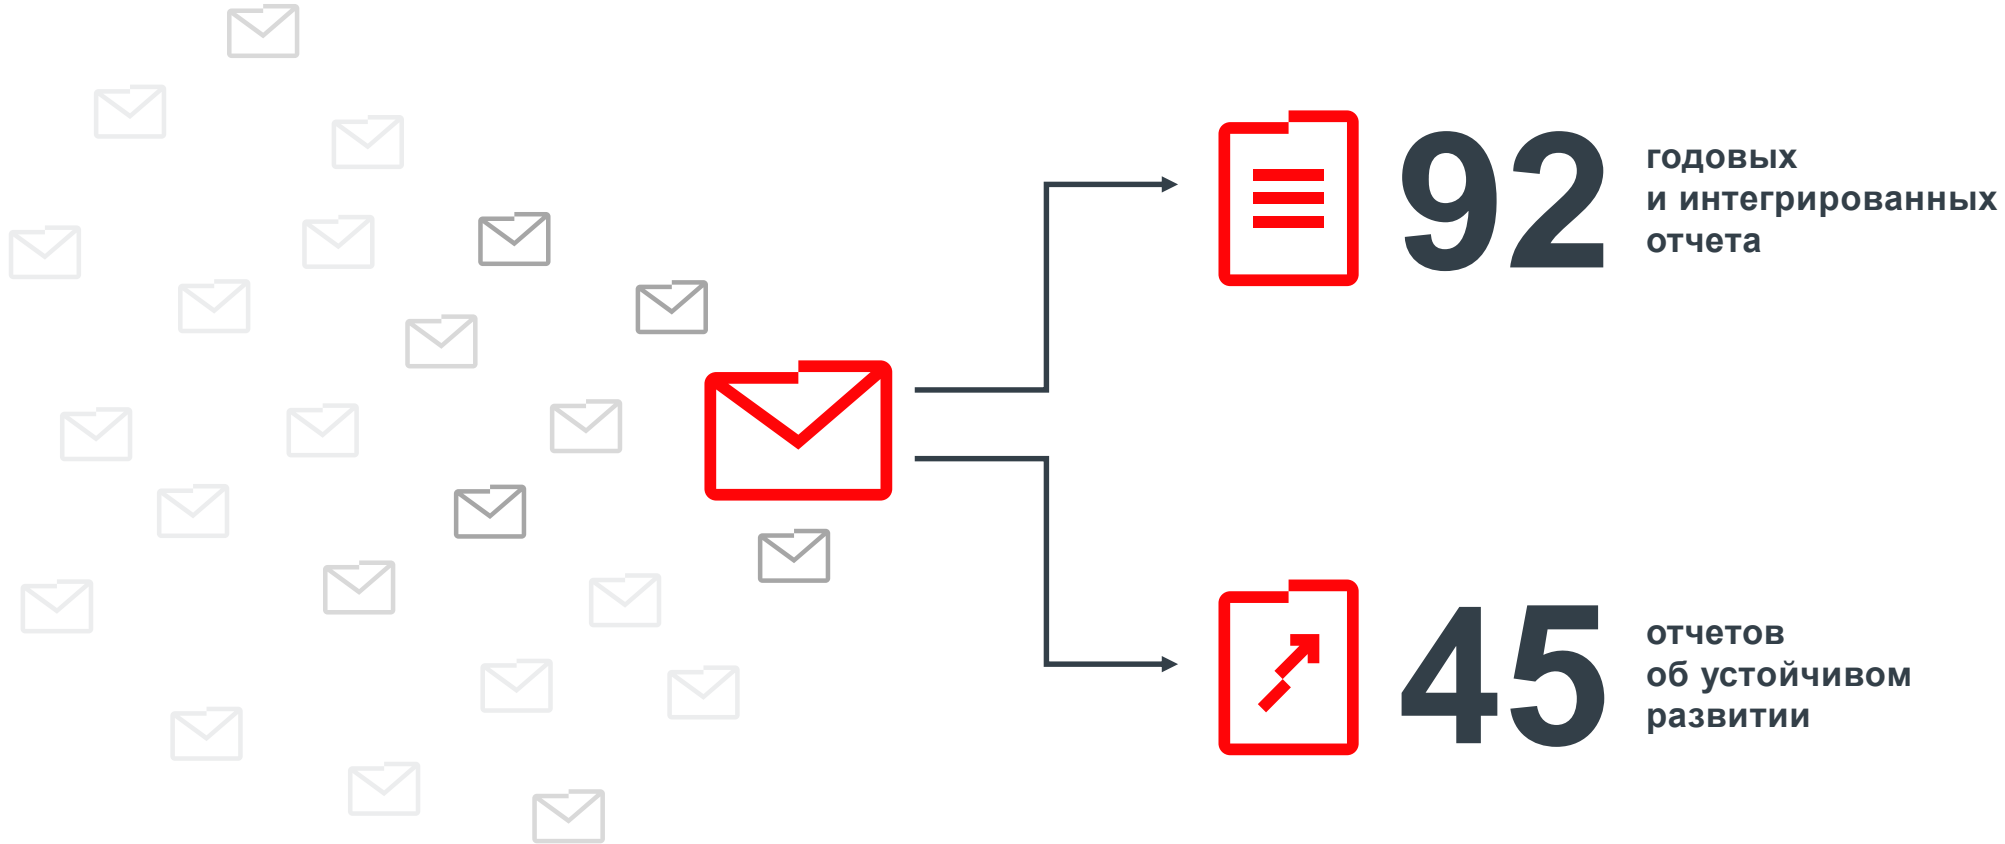 92
годовых
и интегрированных
отчета
45
отчетов
об устойчивом
развитии